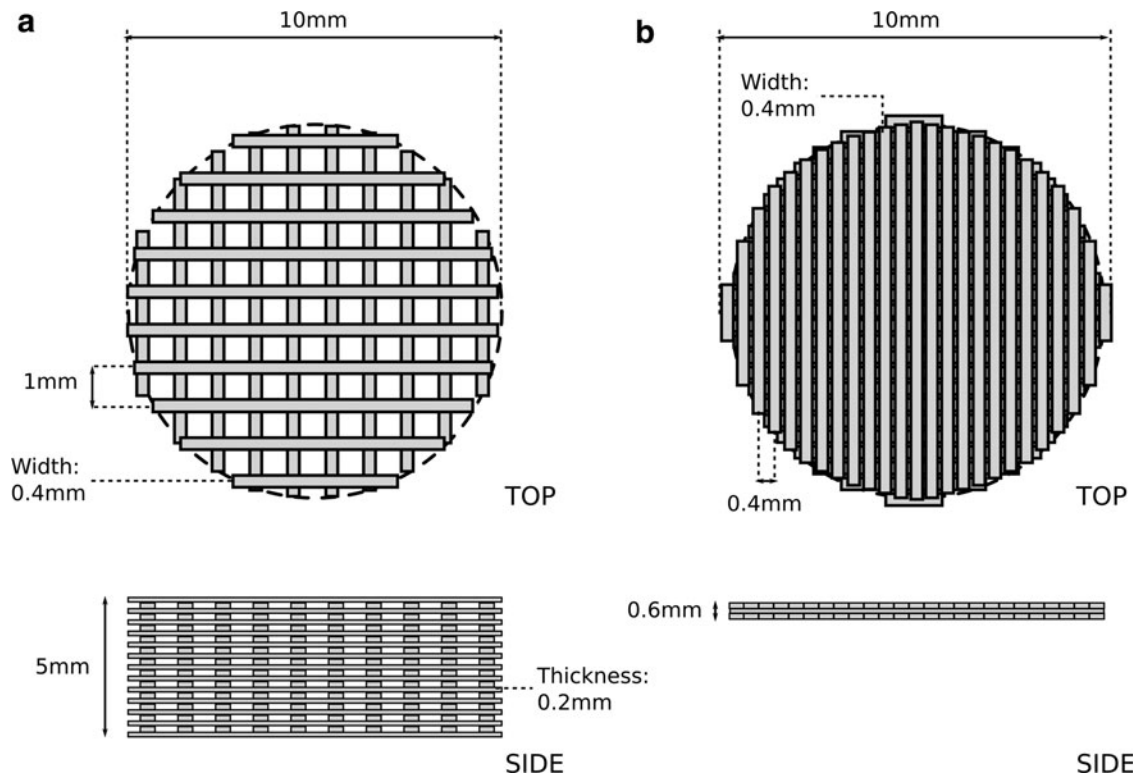 a
10mm
1mm
Width:
0.4mm
TOP
5mm
Thickness:
0.2mm
SIDE
b
10mm
Width:
0.4mm
0.4mm
TOP
0.6mm
SIDE